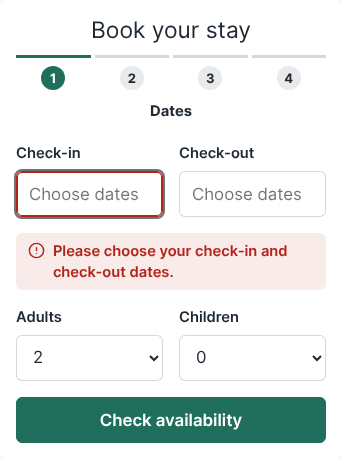 Book your stay
1 2 3 4
Dates
Check-in Check-out
Choose dates Choose dates
Please choose your check-in and
check-out dates.
Adults Children
2 0
Check availability